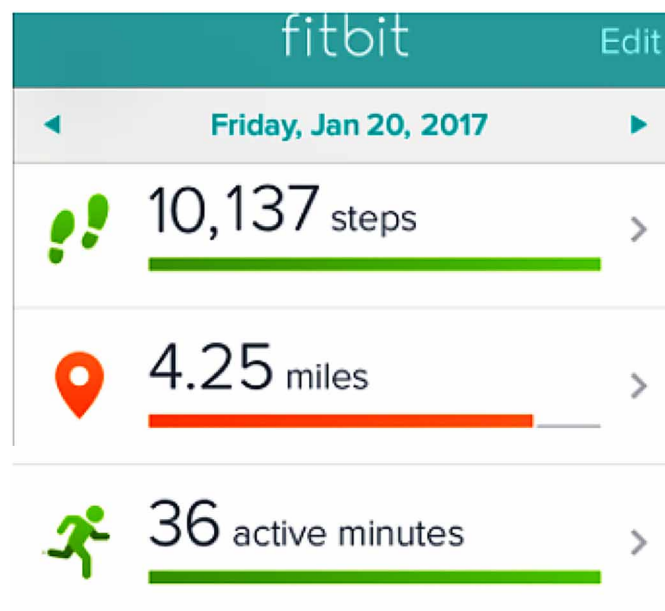 fitbit
Edit
Friday, Jan 20, 2017
10,137 steps
4.25 miles
36 active minutes